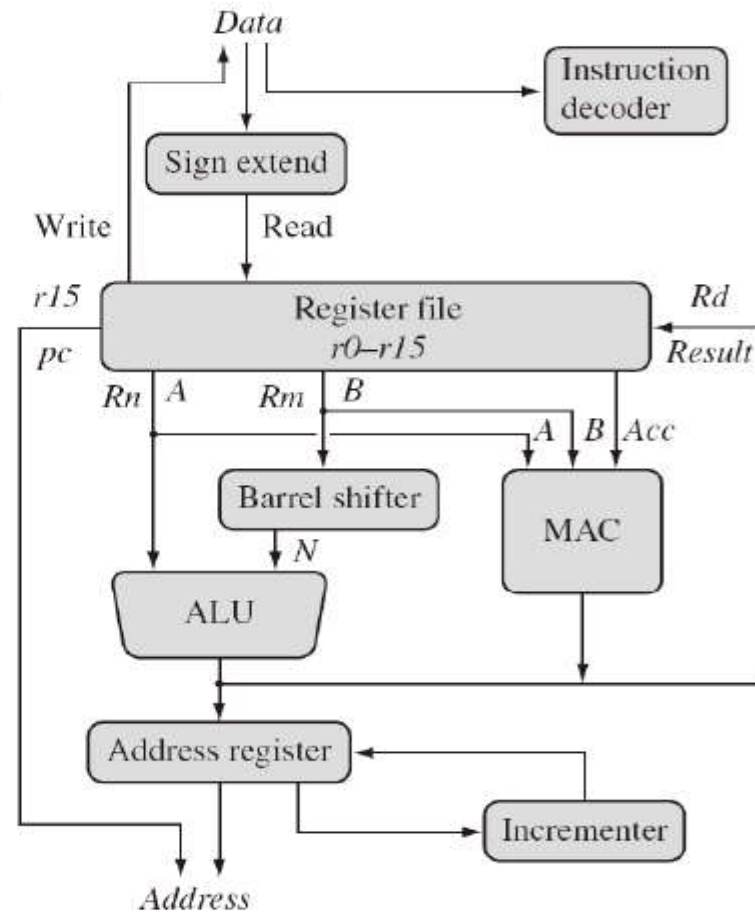 Data
Instruction
decoder
Sign extend
Write
Read
r15
Register file
Rd
pc
r0–r15
Result
Rn
A
Rm
B
A
B
Acc
Barrel shifter
MAC
N
ALU
Address register
Incrementer
Address